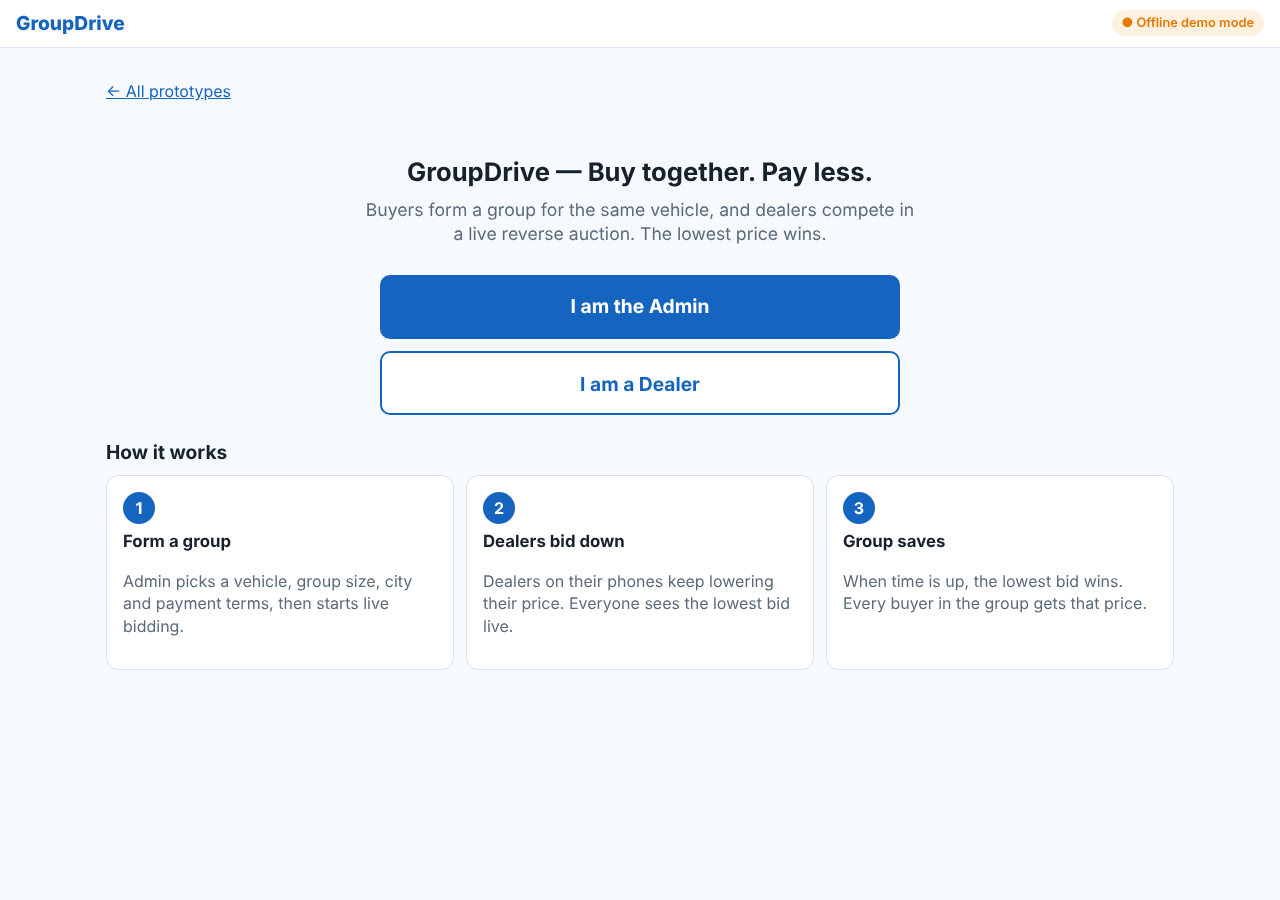 GroupDrive
Offline demo mode
← All prototypes
GroupDrive — Buy together. Pay less.
Buyers form a group for the same vehicle, and dealers compete in
a live reverse auction. The lowest price wins.
I am the Admin
I am a Dealer
How it works
1
Form a group
Admin picks a vehicle, group size, city
and payment terms, then starts live
bidding.
2
Dealers bid down
Dealers on their phones keep lowering
their price. Everyone sees the lowest bid
live.
3
Group saves
When time is up, the lowest bid wins.
Every buyer in the group gets that price.